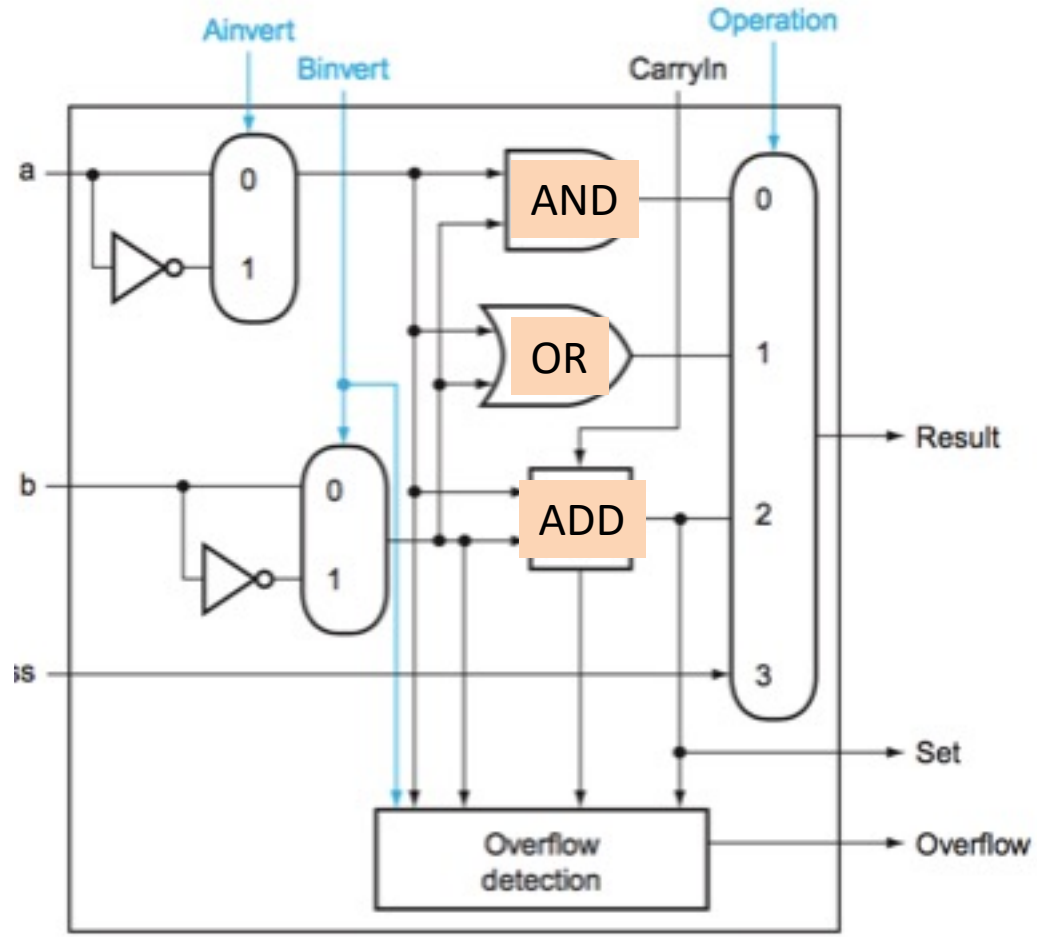 Operation
Ainvert
Binvert
CarryIn
a
0
1
AND
0
OR
1
Result
b
0
1
ADD
2
ss
3
Set
Overflow
detection
Overflow